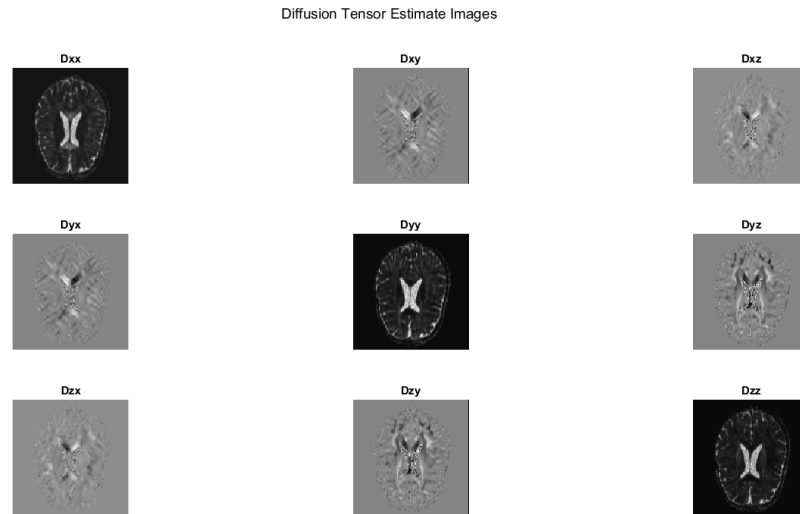 Diffusion Tensor Estimate Images
Dxx Dxy Dxz
Dyx Dyy Dyz
Dzx Dzy Dzz